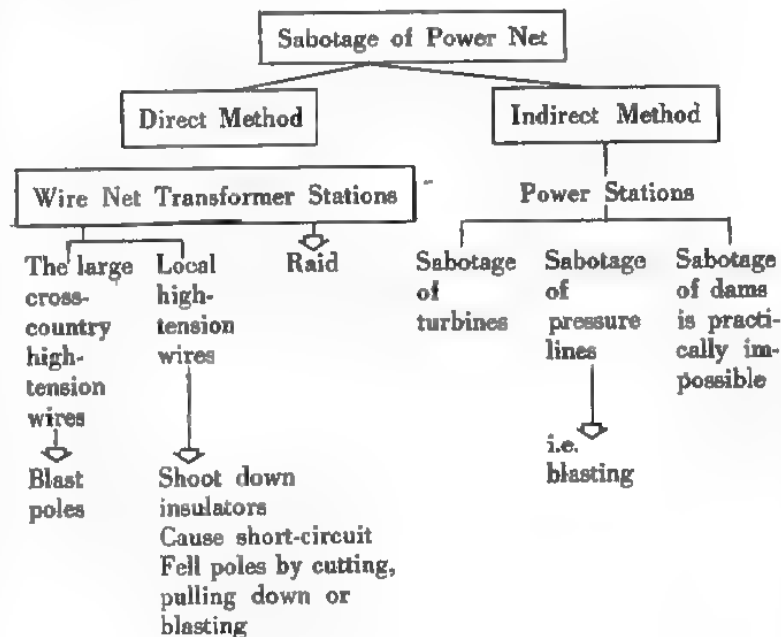 Sabotage of Power Net
Direct Method
Indirect Method
Wire Net Transformer Stations
Power Stations
The large
cross-
country
high-
tension
wires
Blast
poles
Local
high-
tension
wires
Shoot down
insulators
Cause short-circuit
Fell poles by cutting,
pulling down or
blasting
Raid
Sabotage
of
turbines
Sabotage
of
pressure
lines
i.e.
blasting
Sabotage
of dams
is practi-
cally im-
possible